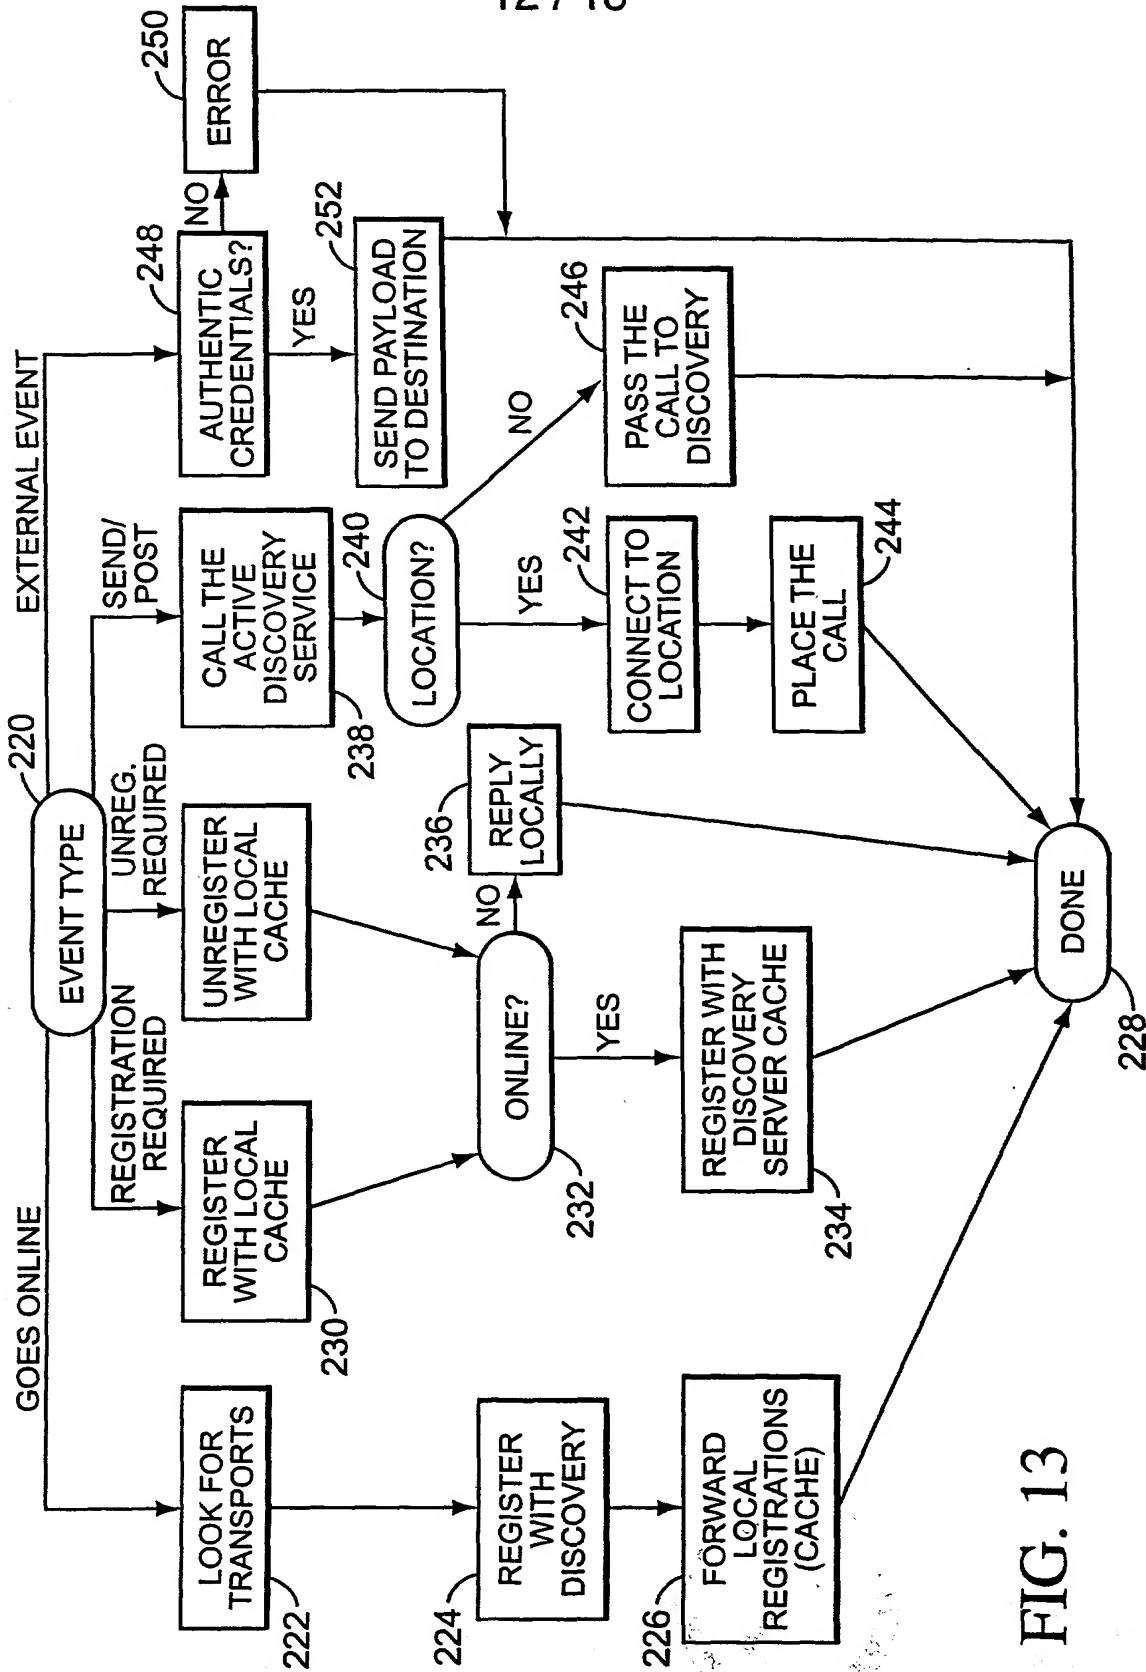 GOES ONLINE
EVENT TYPE
220
EXTERNAL EVENT
REGISTRATION
REQUIRED
UNREG.
REQUIRED
SEND/
POST
LOOK FOR
TRANSPORTS
222
REGISTER
WITH
DISCOVERY
224
FORWARD
LOCAL
REGISTRATIONS
(CACHE)
226
REGISTER
WITH LOCAL
CACHE
230
UNREGISTER
WITH LOCAL
CACHE
ONLINE?
232
NO
YES
REPLY
LOCALLY
236
REGISTER WITH
DISCOVERY
SERVER CACHE
234
CALL THE
ACTIVE
DISCOVERY
SERVICE
238
LOCATION?
240
YES
NO
CONNECT TO
LOCATION
242
PLACE THE
CALL
244
PASS THE
CALL TO
DISCOVERY
246
AUTHENTIC
CREDENTIALS?
248
NO
YES
ERROR
250
SEND PAYLOAD
TO DESTINATION
252
DONE
228
FIG. 13